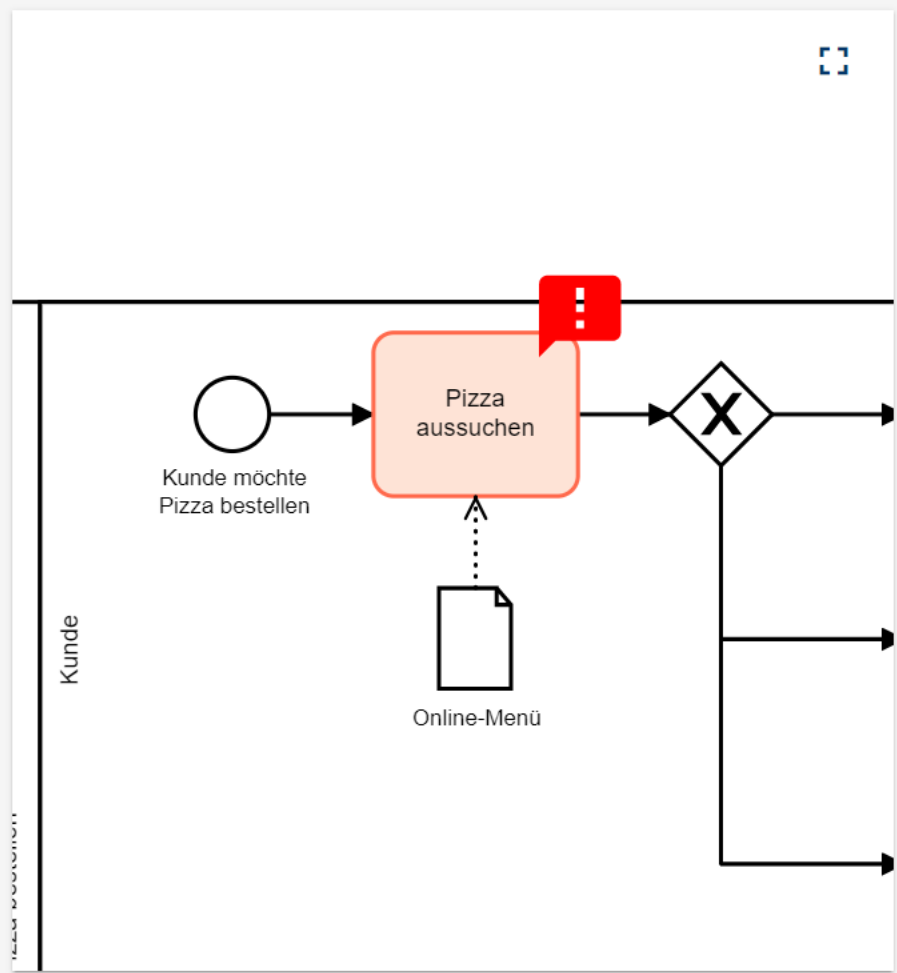 Pizza
aussuchen
Kunde möchte
Pizza bestellen
Kunde
Online-Menü